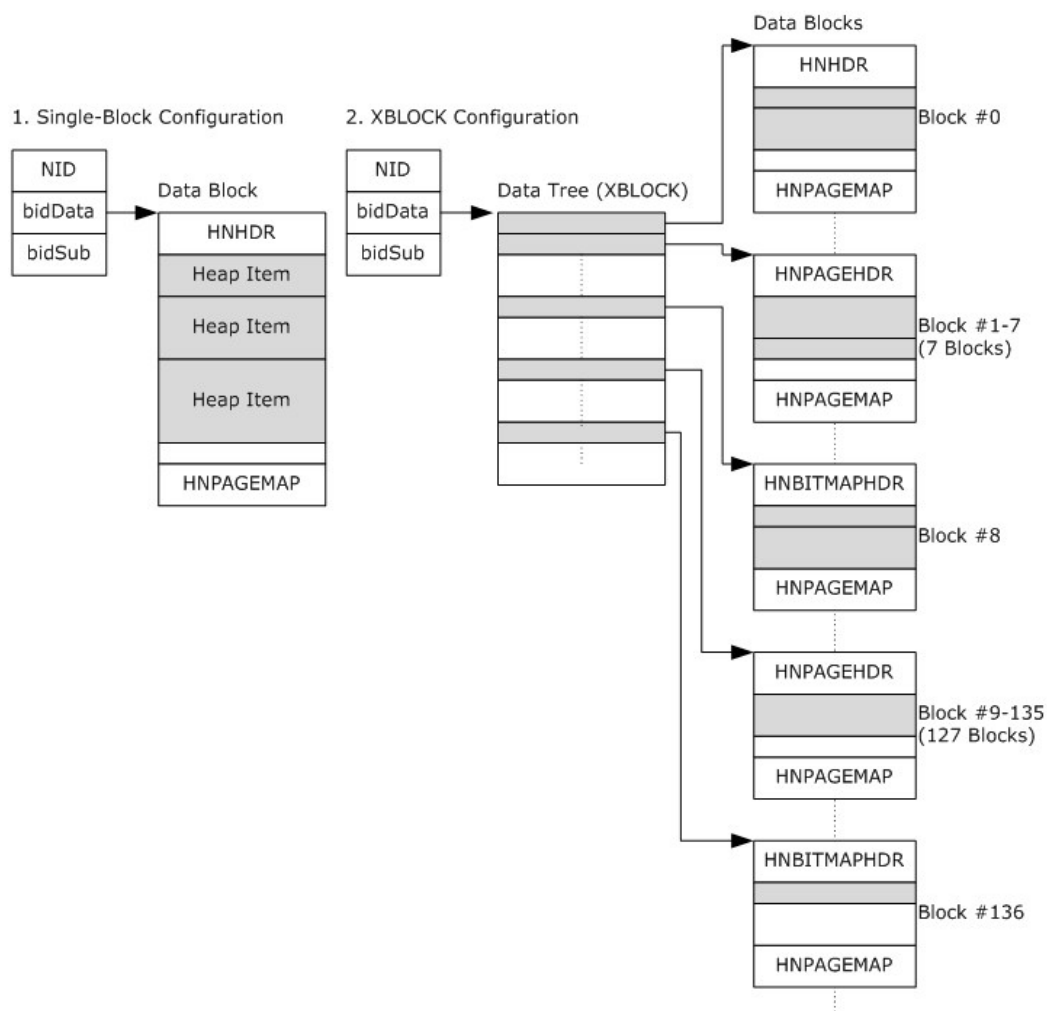 1. Single-Block Configuration
NID
bidData
bidSub
Data Block
HNHDR
Heap Item
Heap Item
Heap Item
HNPAGEMAP
2. XBLOCK Configuration
NID
bidData
bidSub
Data Tree (XBLOCK)
Data Blocks
HNHDR
HNPAGEMAP
Block #0
HNPAGEHDR
HNPAGEMAP
Block #1-7
(7 Blocks)
HNBITMAPHDR
HNPAGEMAP
Block #8
HNPAGEHDR
HNPAGEMAP
Block #9-135
(127 Blocks)
HNBITMAPHDR
HNPAGEMAP
Block #136